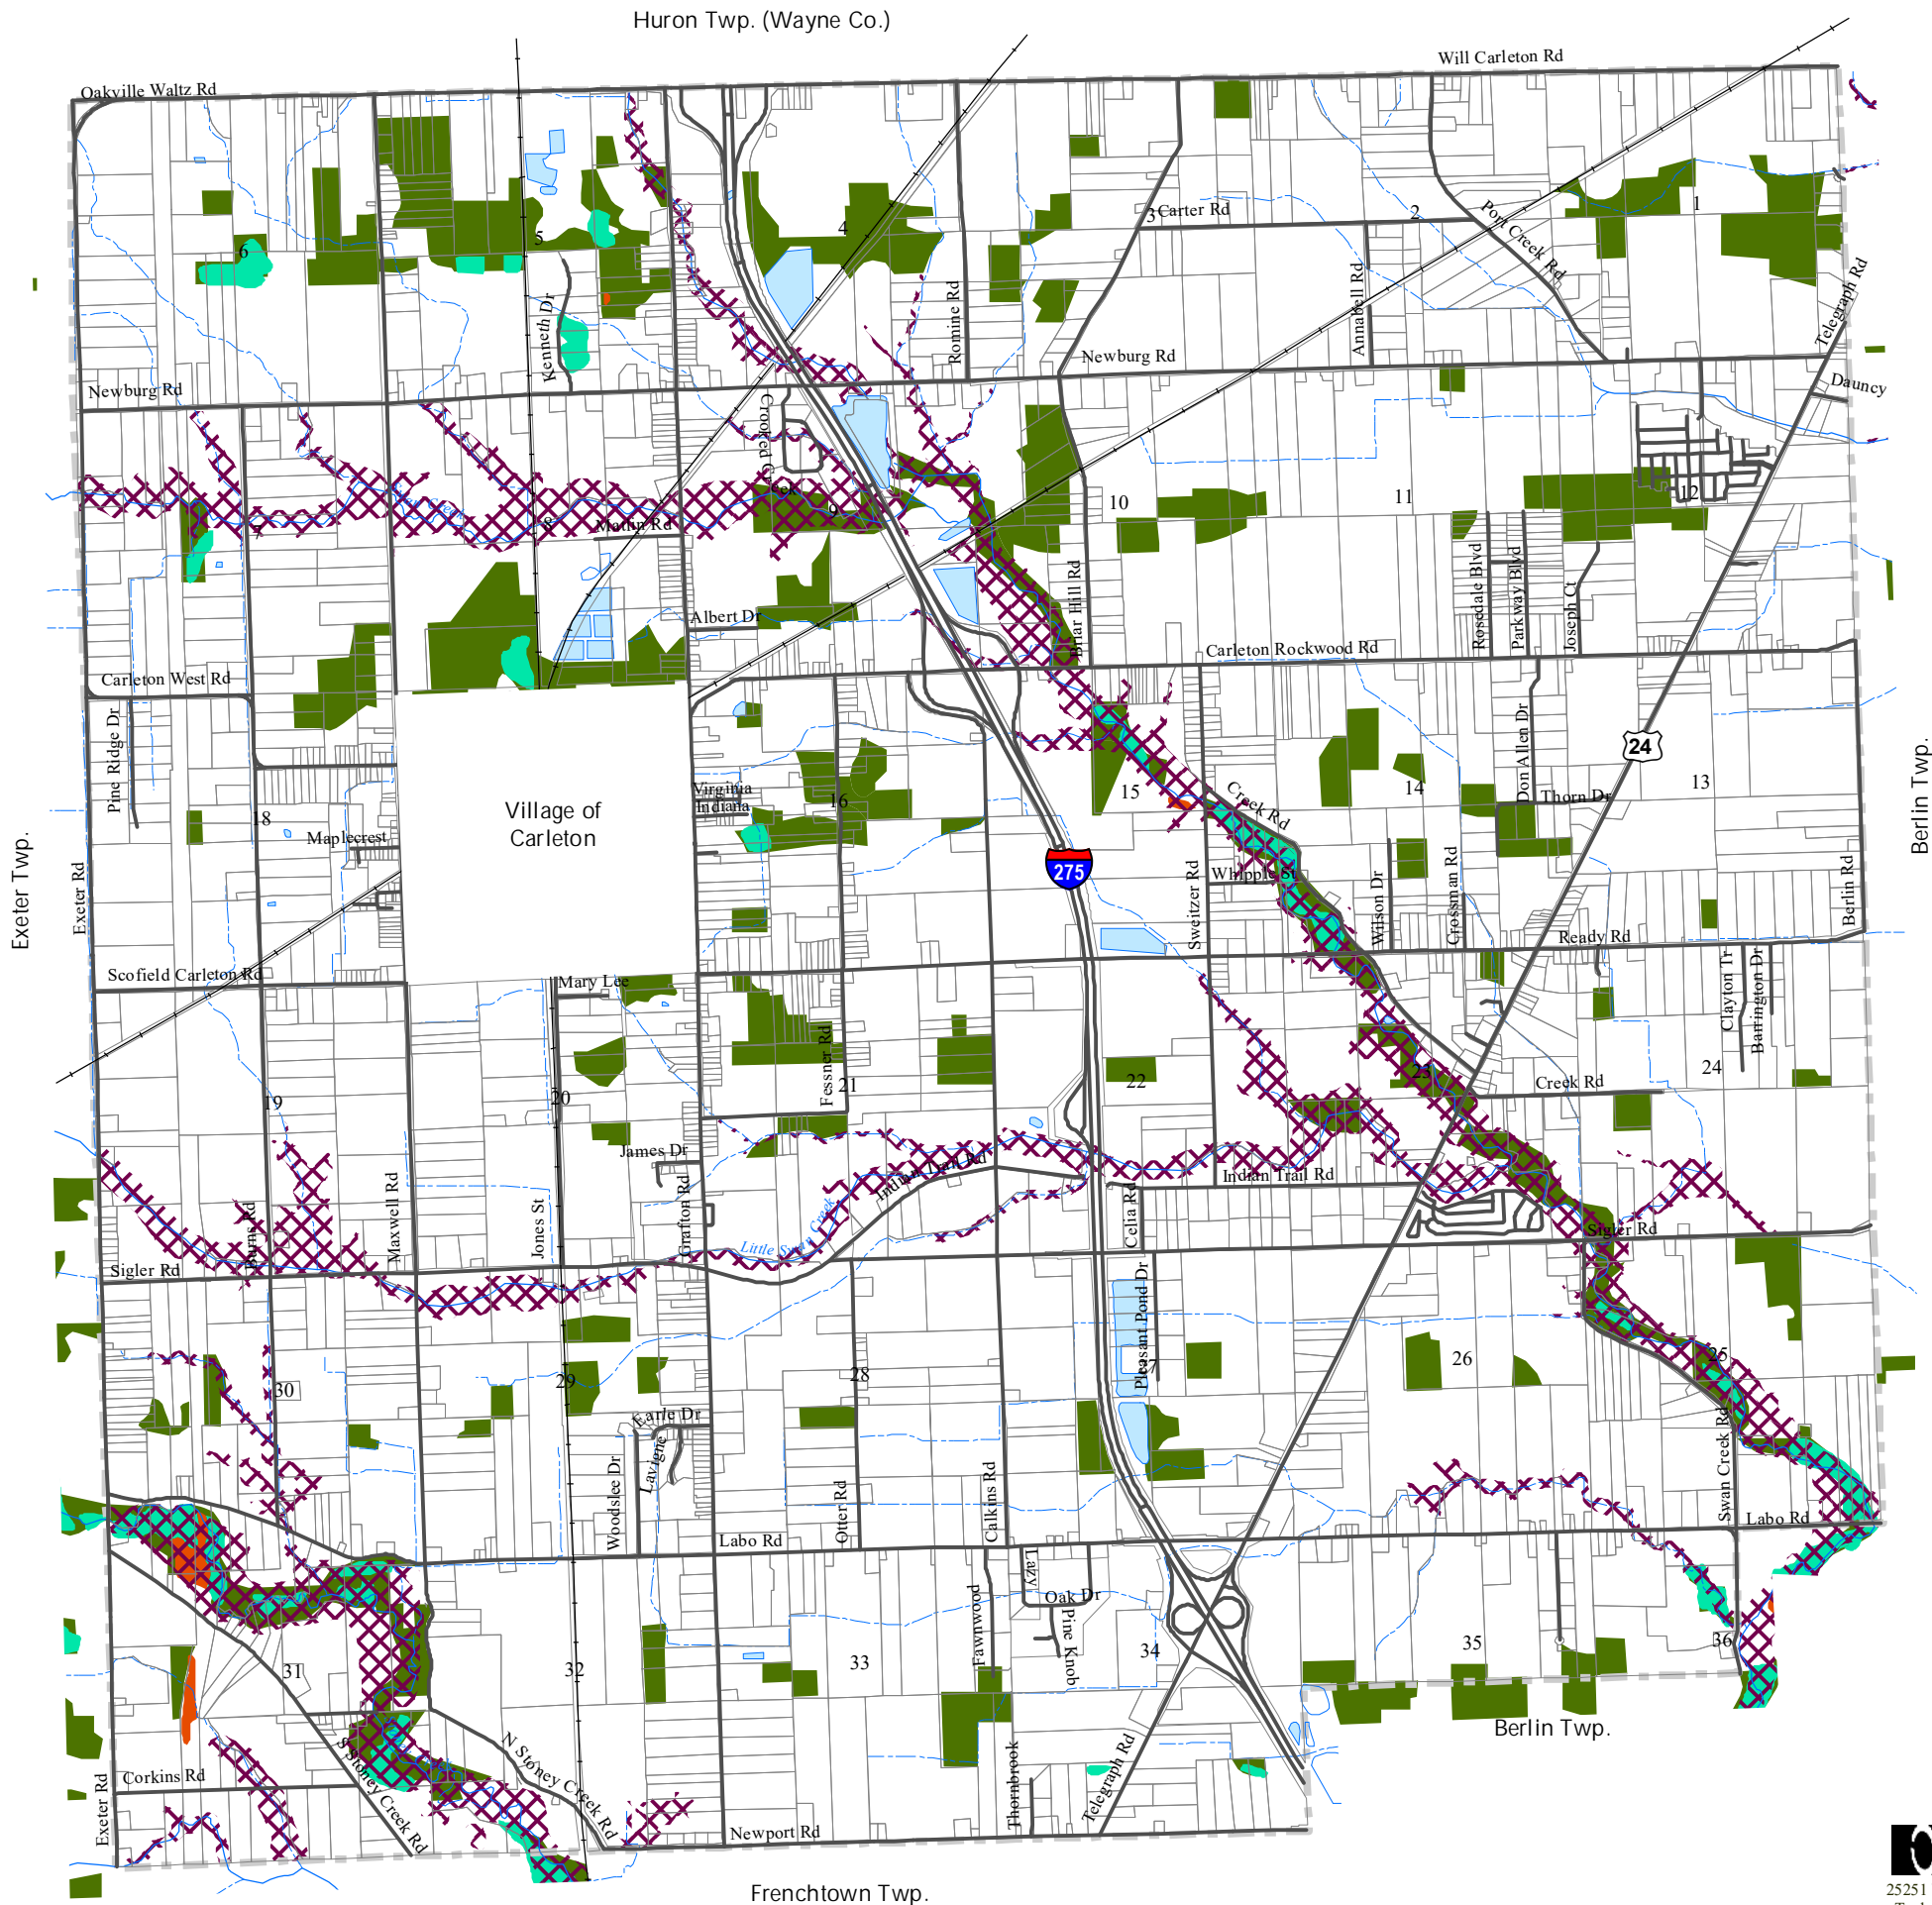 Huron Twp. (Wayne Co.)
Will Carleton Rd
Oakville Waltz Rd
Port Creek Rd
Carter Rd
6
5
4
3
2
1
Kenneth Dr
Romine Rd
Annabell Rd
Telegraph Rd
Newburg Rd
Newburg Rd
Dauncy
Crooked Creek
Swan Creek
7
8
9
10
11
12
Matlin Rd
Albert Dr
Briar Hill Rd
Rosedale Blvd
Parkway Blvd
Joseph Ct
Carleton West Rd
Carleton Rockwood Rd
Pine Ridge Dr
Don Allen Dr
24
Village of
Carleton
Virginia
Indiana
18
16
15
14
13
Maplecrest
Creek Rd
Thorn Dr
275
Whipple St
Exeter Twp.
Exeter Rd
Sweitzer Rd
Wilson Dr
Crossman Rd
Berlin Rd
Berlin Twp.
Ready Rd
Scofield Carleton Rd
Mary Lee
Fessner Rd
Clayton Tr
Barrington Dr
19
20
21
22
23
24
Creek Rd
James Dr
Indian Trail Rd
Indian Trail Rd
Burns Rd
Maxwell Rd
Jones St
Grafton Rd
Little Swan Creek
Celia Rd
Sigler Rd
Sigler Rd
Pleasant Pond Dr
30
29
28
27
26
25
Earle Dr
Lavigne
Woodslee Dr
Otter Rd
Calkins Rd
Swan Creek Rd
Labo Rd
Labo Rd
Lazy
Oak Dr
Fawnwood
Pine Knob
31
32
33
34
35
36
Berlin Twp.
N Stoney Creek Rd
S Stoney Creek Rd
Corkins Rd
Exeter Rd
Thornbrook
Telegraph Rd
Newport Rd
Frenchtown Twp.
25251